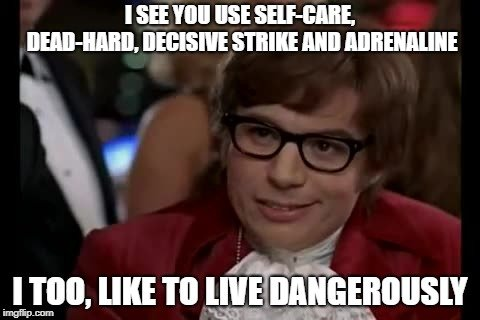 I SEE YOU USE SELF-CARE,
DEAD-HARD, DECISIVE STRIKE AND ADRENALINE
I TOO, LIKE TO LIVE DANGEROUSLY
imgflip.com